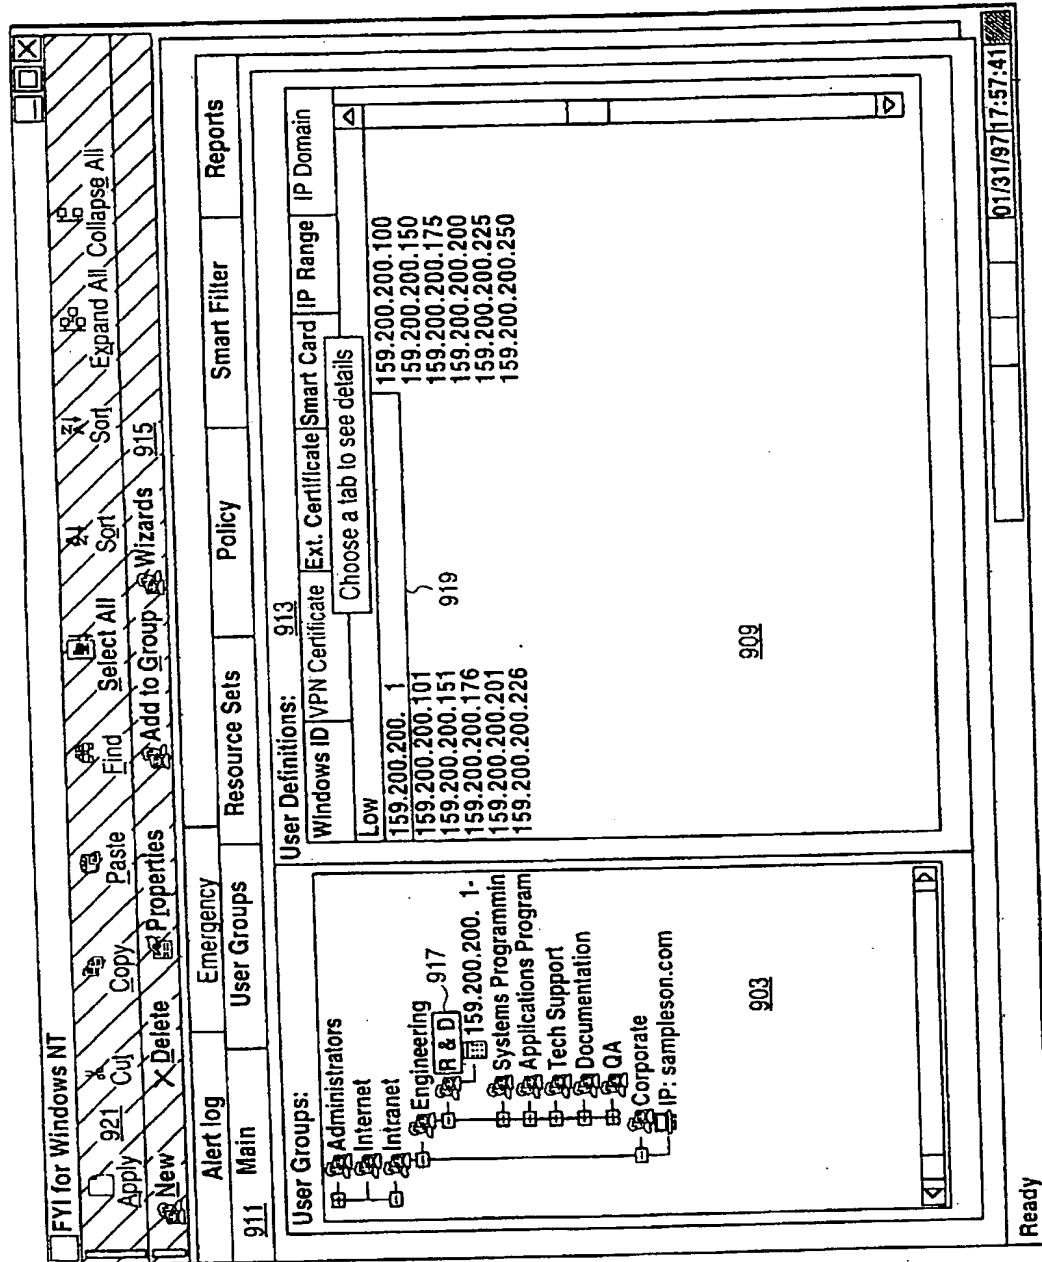 FYI for Windows NT
Apply 921 Cut Copy Paste Find Select All Sort Sort Expand All Collapse All
New Delete Properties Add to Group Wizards 915
Alert log Emergency
911 Main User Groups Resource Sets Policy Smart Filter Reports
User Groups:
Administrators
Internet
Intranet
Engineering
R & D 917
159.200.200. 1-
Systems Programmin
Applications Program
Tech Support
Documentation
QA
Corporate
IP: sampleson.com
903
User Definitions: 913
Windows ID VPN Certificate Ext. Certificate Smart Card IP Range IP Domain
Choose a tab to see details
Low
159.200.200. 1 159.200.200.100
159.200.200.101 159.200.200.150
159.200.200.151 159.200.200.175
159.200.200.176 159.200.200.200
159.200.200.201 159.200.200.225
159.200.200.226 159.200.200.250
919
909
Ready 01/31/97 17:57:41